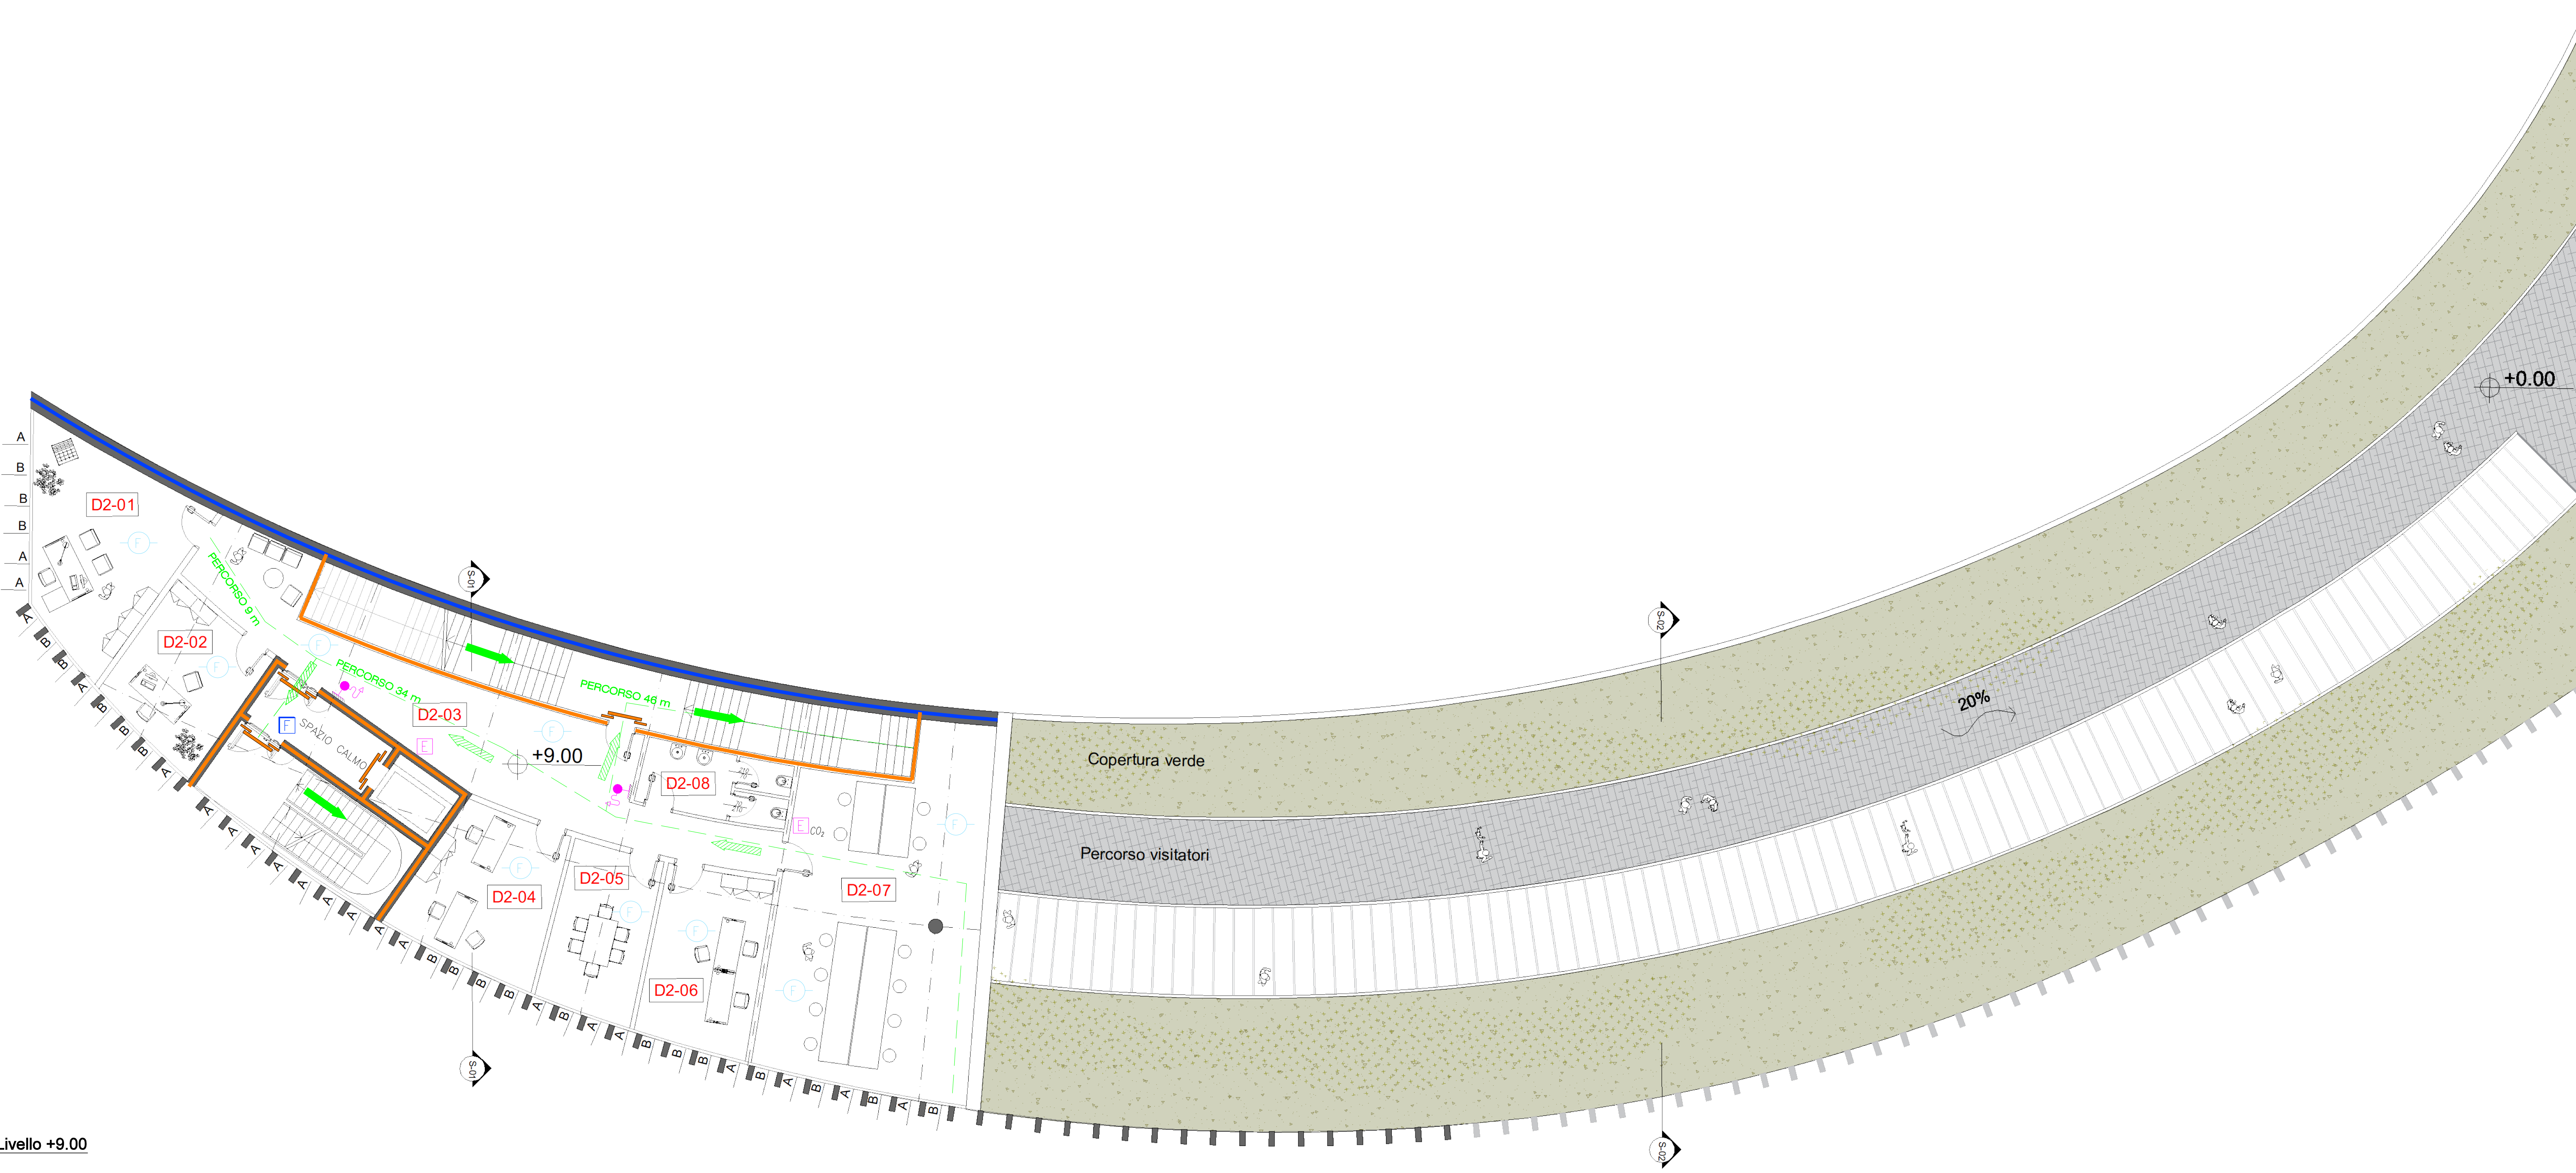 +0.00
A
B
B
B
A
A
D2-01
F
PERCORSO 9 m
S-01
S-02
D2-02
F
F
PERCORSO 34 m
PERCORSO 46 m
20%
D2-03
F
SPAZIO CALMO
E
F
+9.00
Copertura verde
D2-08
E
CO2
F
Percorso visitatori
D2-04
F
D2-05
F
D2-07
F
D2-06
F
A
B
B
A
B
B
B
A
A
A
A
A
A
A
A
A
A
B
B
B
B
A
B
A
A
B
B
B
A
B
A
B
A
B
A
B
S-01
S-02
Livello +9.00